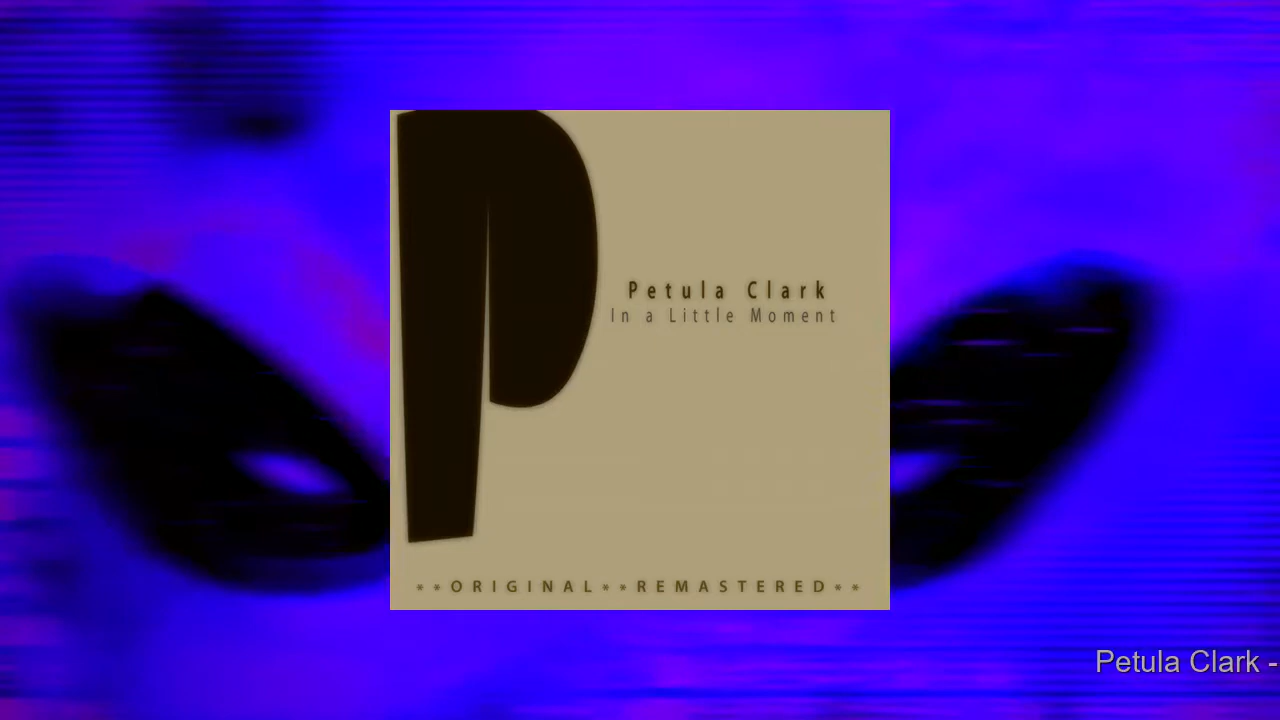 P
Petula Clark
In a Little Moment
**ORIGINAL**REMASTERED**
Petula Clark -